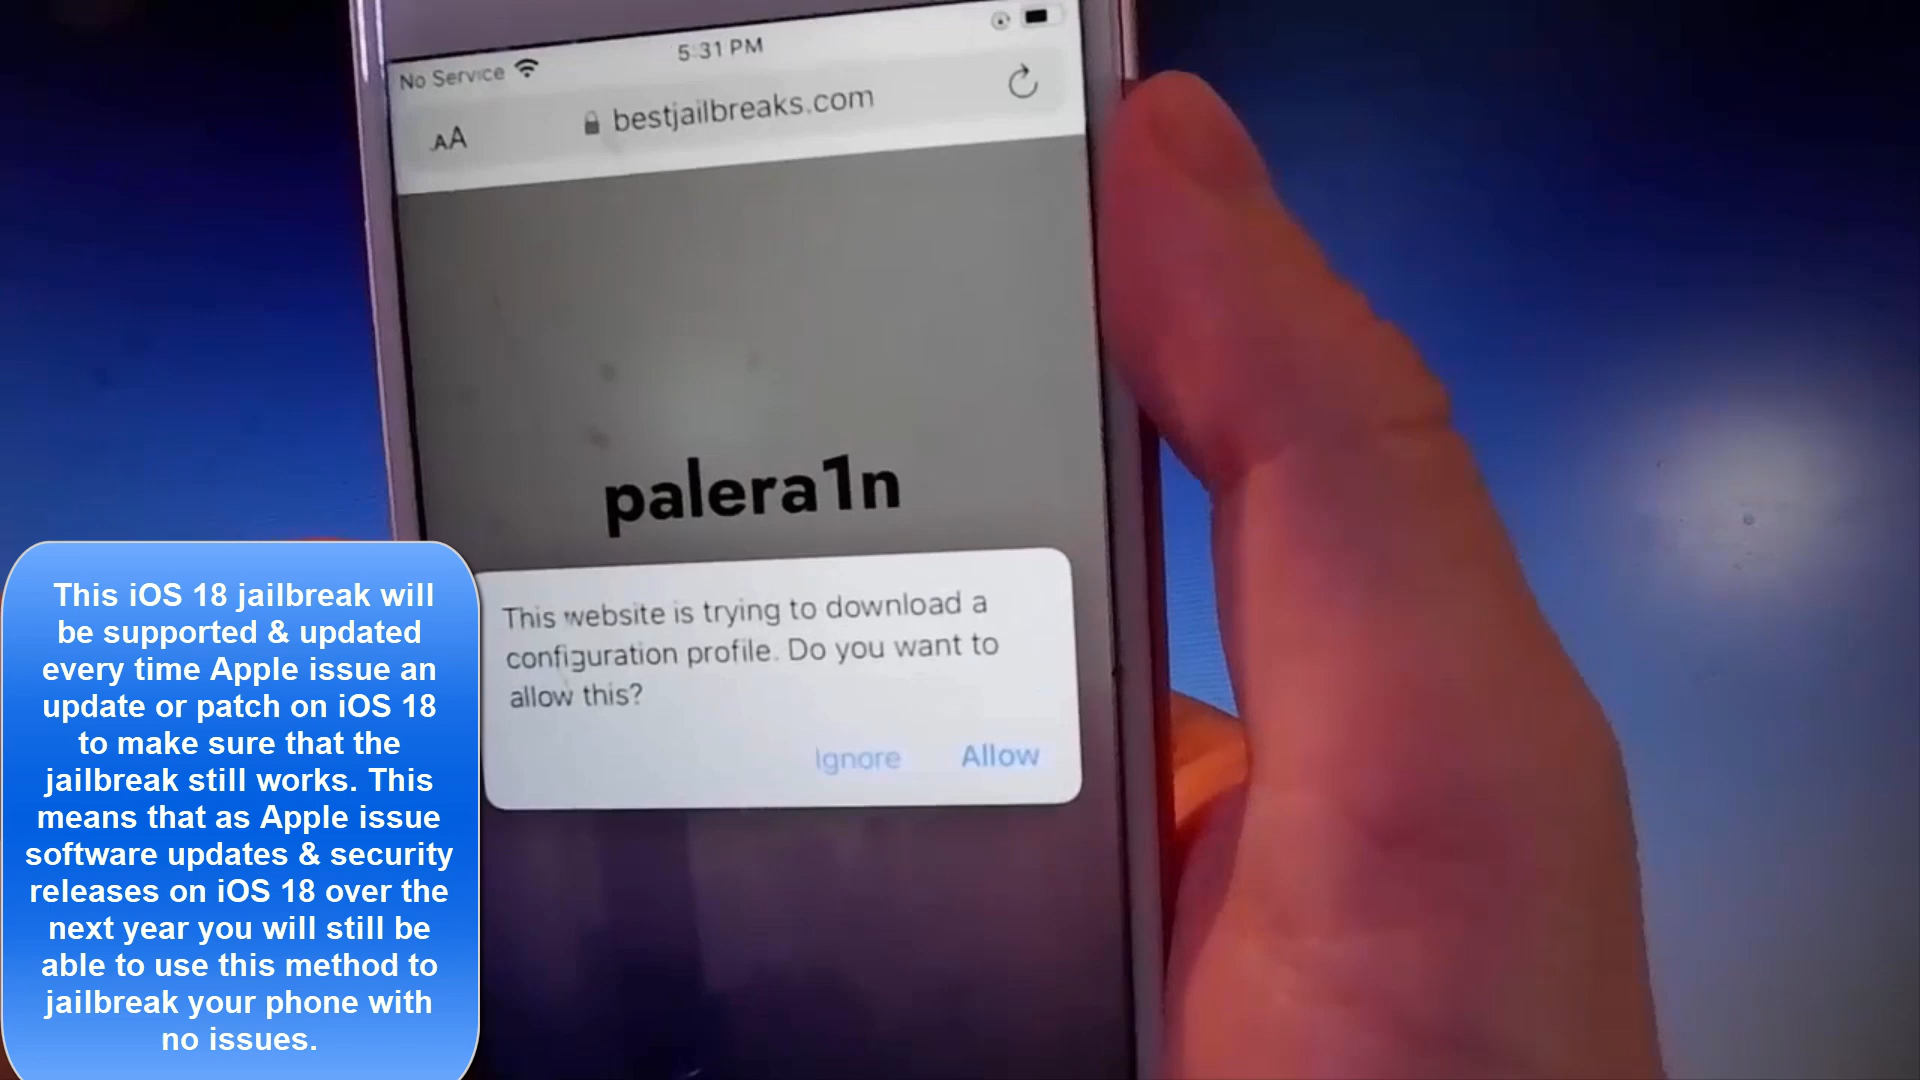 No Service
5:31 PM
AA
bestjailbreaks.com
palera1n
This website is trying to download a
configuration profile. Do you want to
allow this?
Ignore
Allow
This iOS 18 jailbreak will
be supported & updated
every time Apple issue an
update or patch on iOS 18
to make sure that the
jailbreak still works. This
means that as Apple issue
software updates & security
releases on iOS 18 over the
next year you will still be
able to use this method to
jailbreak your phone with
no issues.